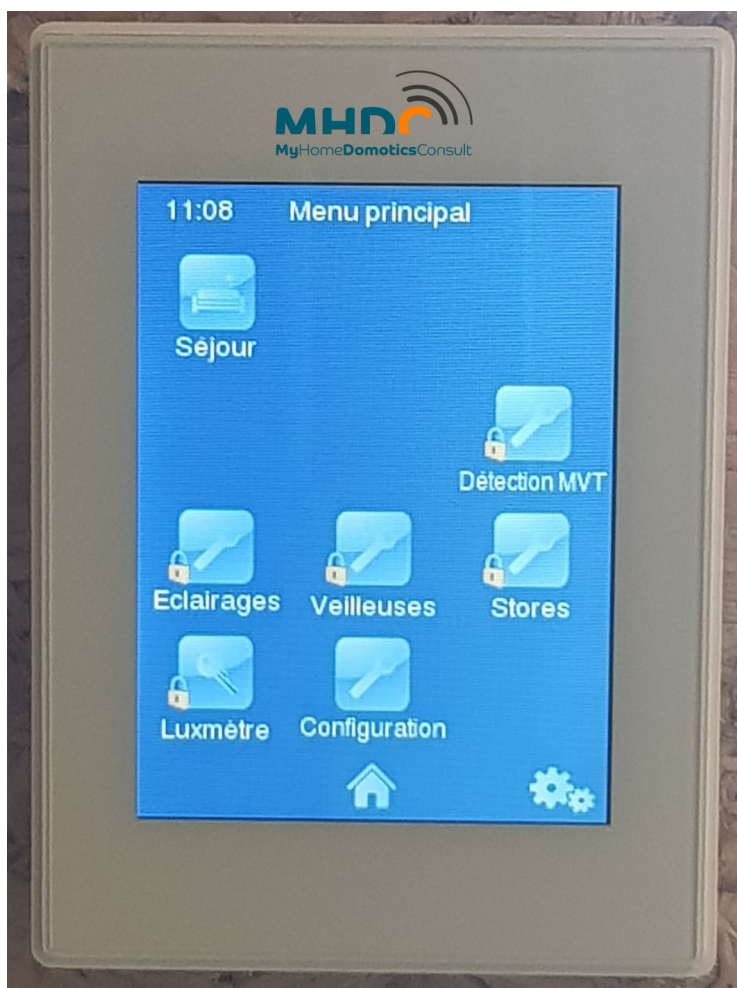 MHDC
MyHomeDomoticsConsult
11:08 Menu principal
Séjour
Détection MVT
Eclairages Veilleuses Stores
Luxmètre Configuration